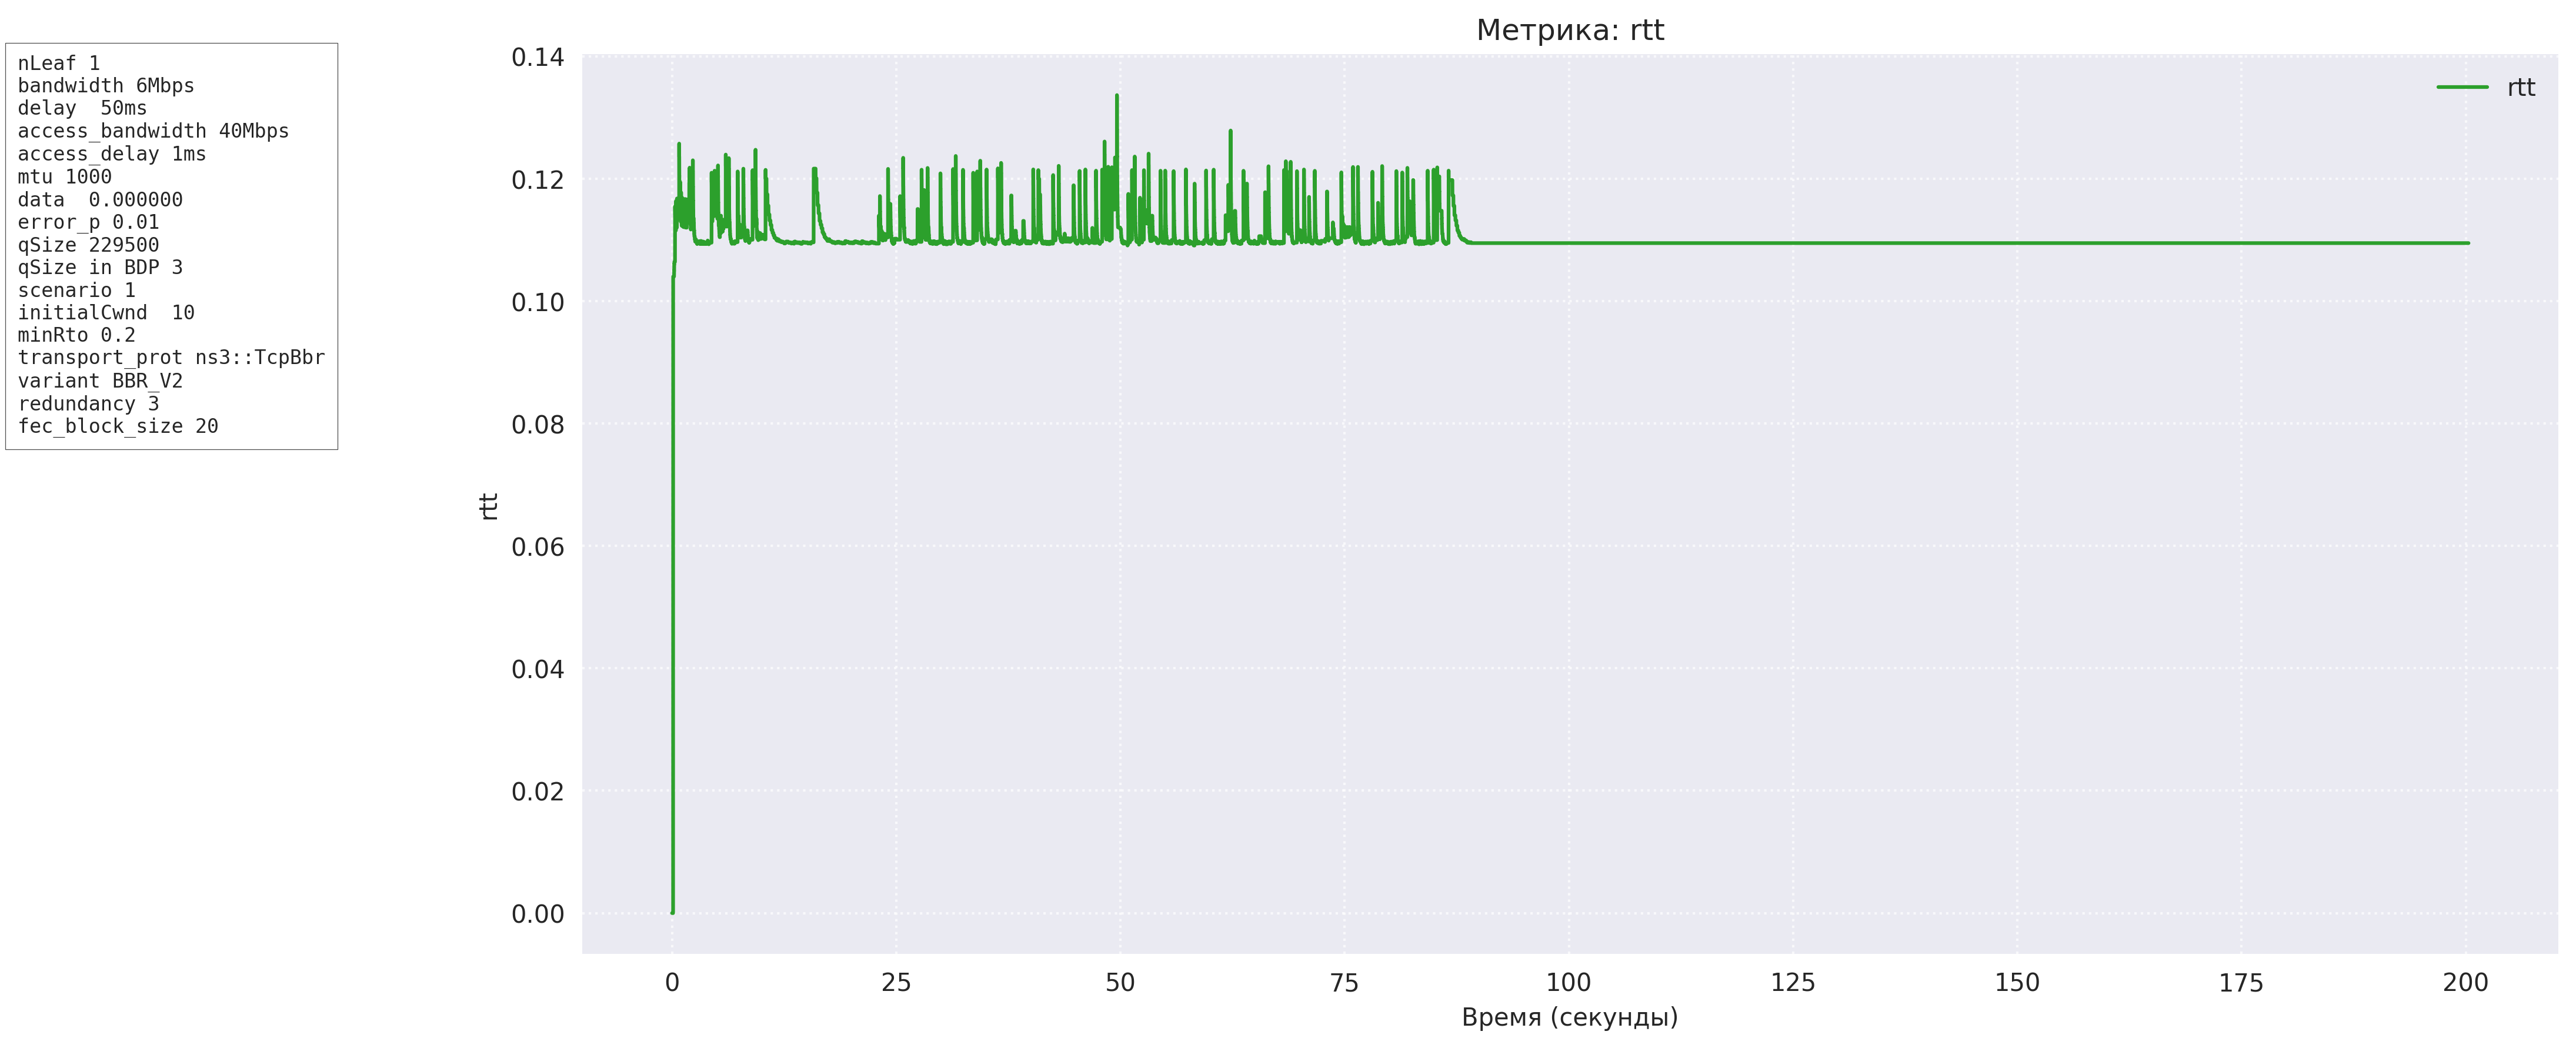 Метрика: rtt
nLeaf 1
bandwidth 6Mbps
delay  50ms
access_bandwidth 40Mbps
access_delay 1ms
mtu 1000
data  0.000000
error_p 0.01
qSize 229500
qSize in BDP 3
scenario 1
initialCwnd  10
minRto 0.2
transport_prot ns3::TcpBbr
variant BBR_V2
redundancy 3
fec_block_size 20
rtt
0.14
0.12
0.10
0.08
0.06
0.04
0.02
0.00
rtt
0 25 50 75 100 125 150 175 200
Время (секунды)